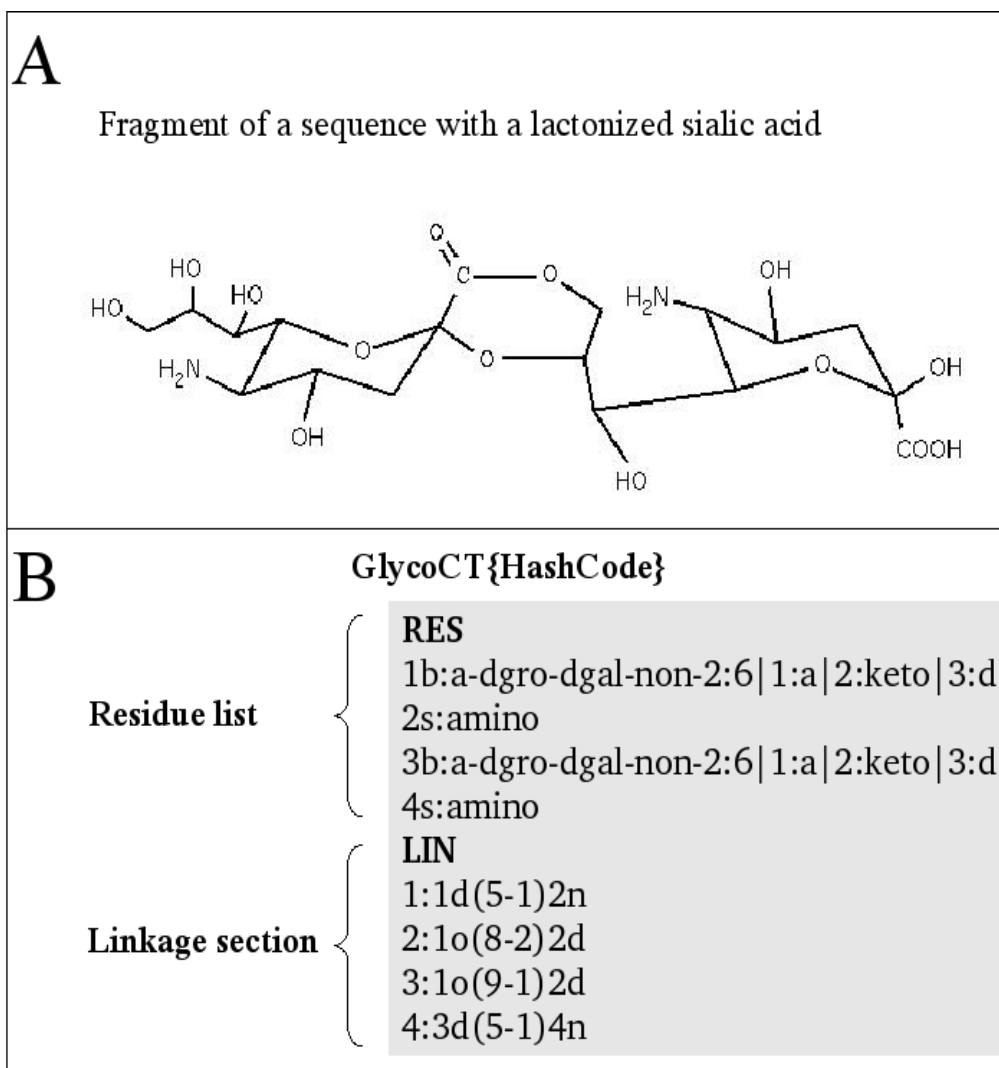 A
Fragment of a sequence with a lactonized sialic acid
O
C
O
HO
HO
HO
O
H₂N
OH
O
H₂N
OH
O
OH
COOH
HO
B
GlycoCT{HashCode}
Residue list
RES
1b:a-dgro-dgal-non-2:6|1:a|2:keto|3:d
2s:amino
3b:a-dgro-dgal-non-2:6|1:a|2:keto|3:d
4s:amino
Linkage section
LIN
1:1d(5-1)2n
2:1o(8-2)2d
3:1o(9-1)2d
4:3d(5-1)4n